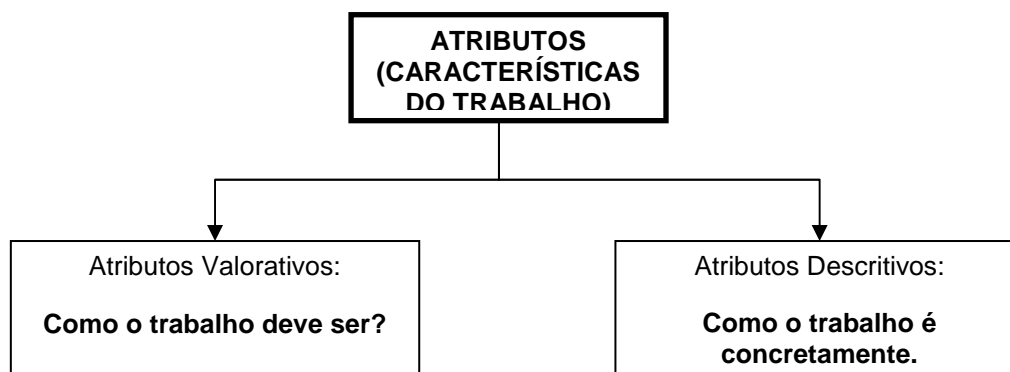 ATRIBUTOS
(CARACTERÍSTICAS
DO TRABALHO)
Atributos Valorativos:
Como o trabalho deve ser?
Atributos Descritivos:
Como o trabalho é
concretamente.